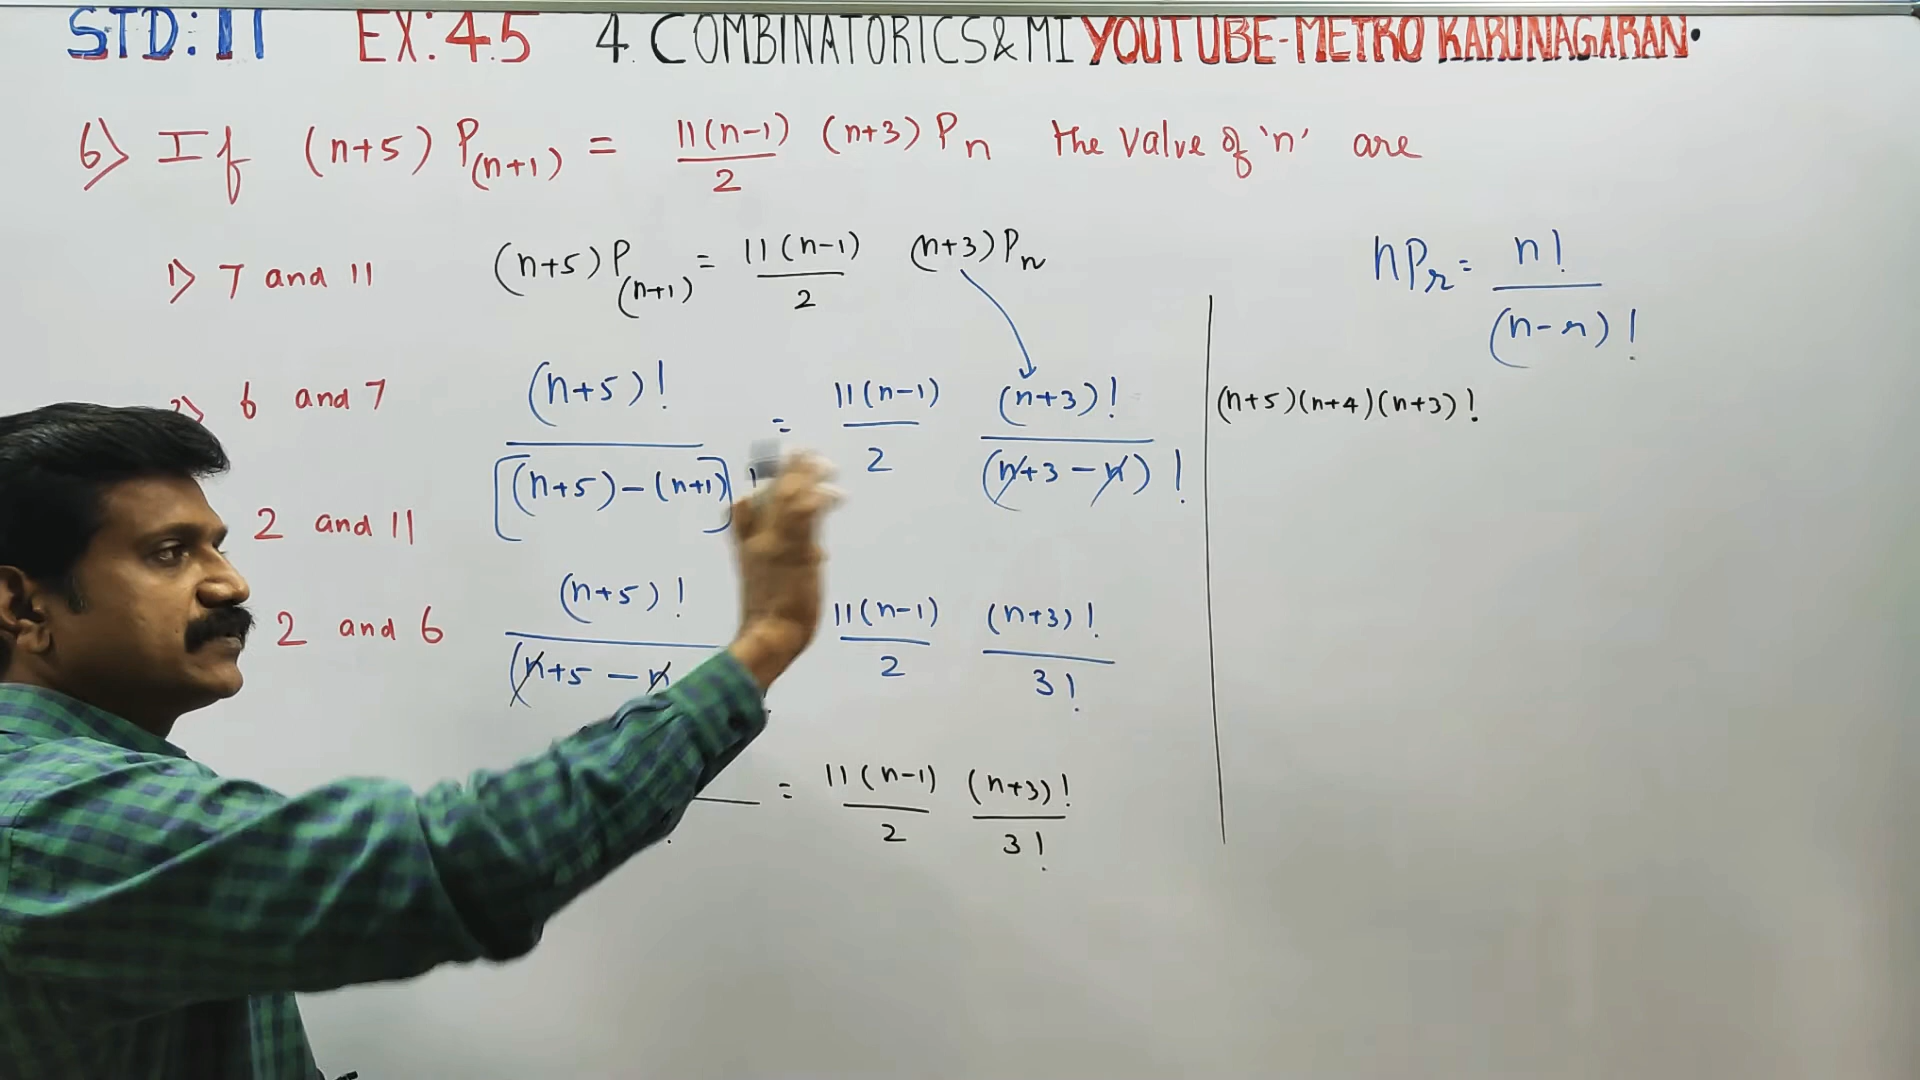 STD: 11 EX: 4.5 4. COMBINATORICS & MI YOUTUBE-METRO KARUNAGARAN.
6) If (n+5) P(n+1) = 11(n-1)/2 (n+3) Pn the value of 'n' are
1) 7 and 11
6 and 7
2 and 11
2 and 6
(n+5) P(n+1) = 11(n-1)/2 (n+3) Pn
(n+5)! / [(n+5)-(n+1)]! = 11(n-1)/2 (n+3)! / (n+3-n)!
(n+5)! / (n+5-n 11(n-1)/2 (n+3)!/3!
= 11(n-1)/2 (n+3)!/3!
nPr = n!/(n-r)!
(n+5)(n+4)(n+3)!